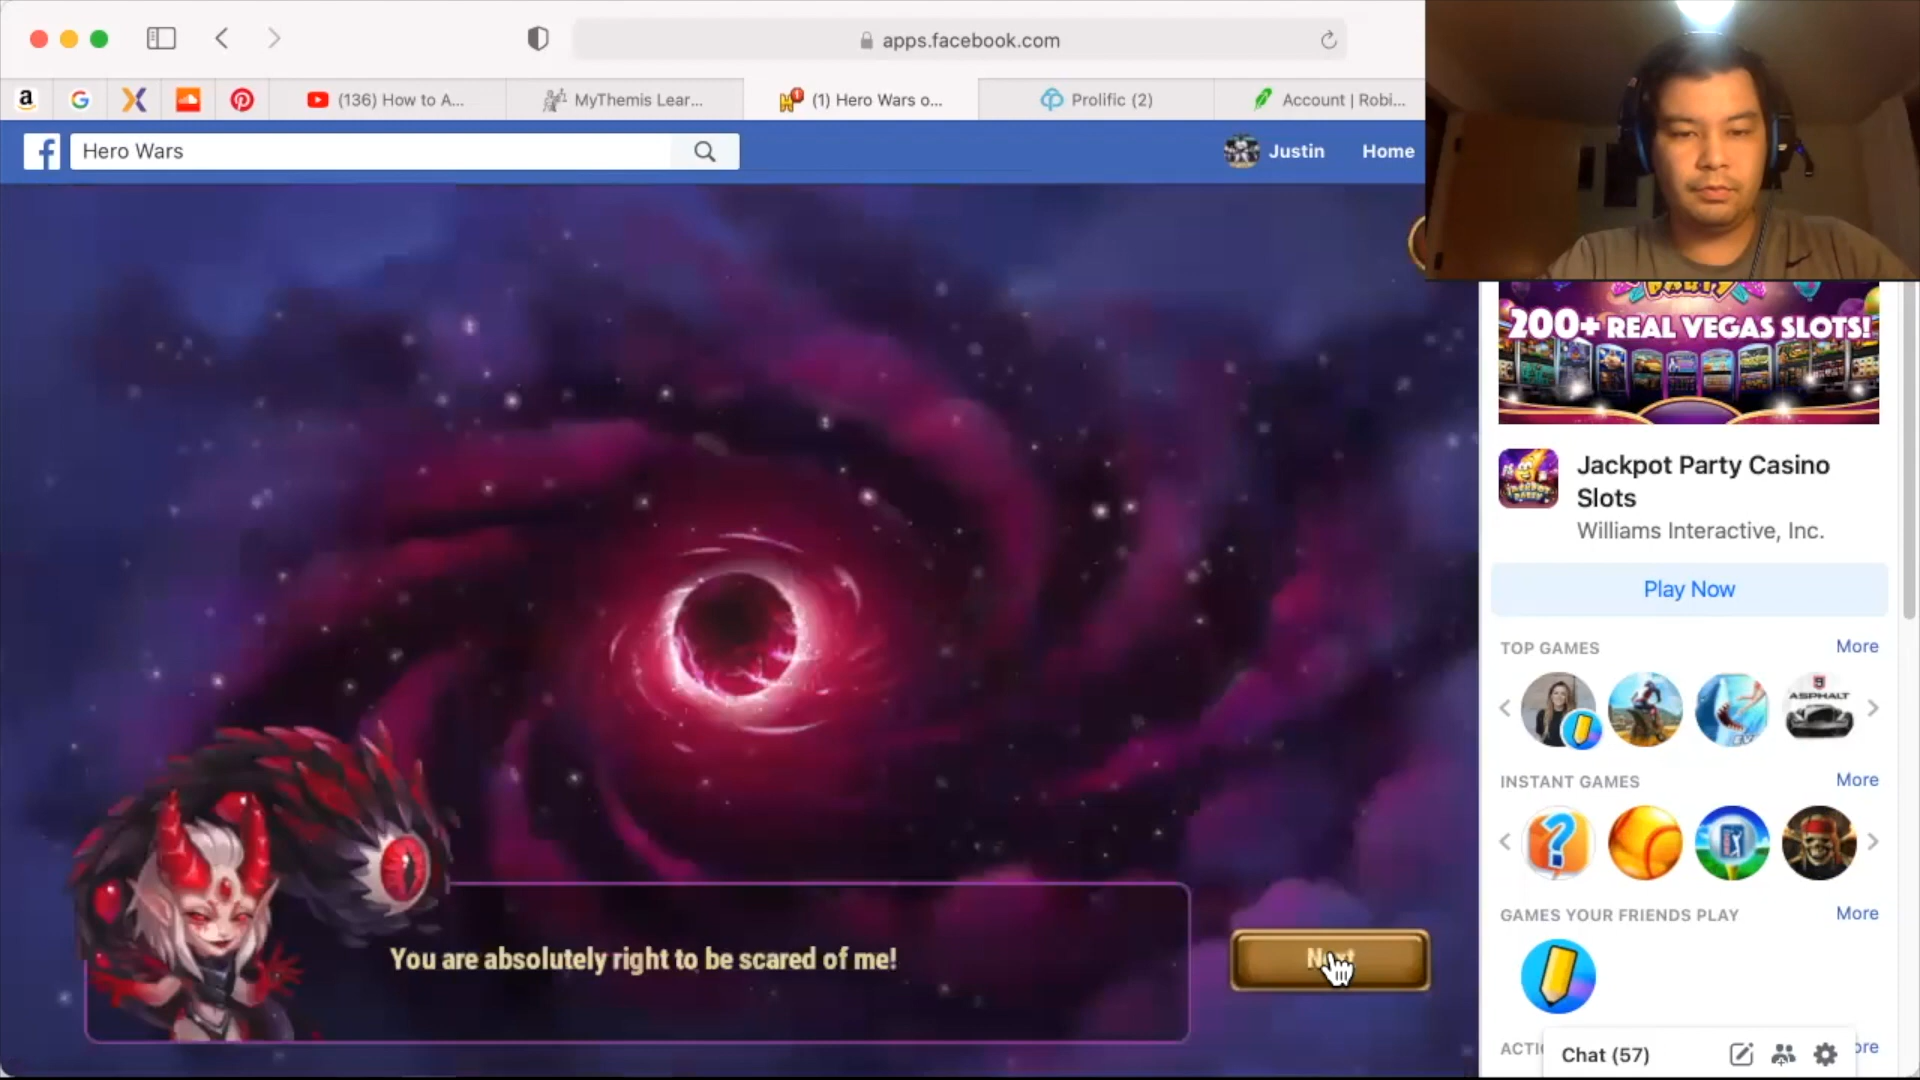 apps.facebook.com
(136) How to A...
MyThemis Lear...
(1) Hero Wars o...
Prolific (2)
Account | Robi...
Hero Wars
Justin
Home
200+ REAL VEGAS SLOTS!
Jackpot Party Casino
Slots
Williams Interactive, Inc.
Play Now
TOP GAMES
More
ASPHALT
INSTANT GAMES
More
GAMES YOUR FRIENDS PLAY
More
You are absolutely right to be scared of me!
Chat (57)